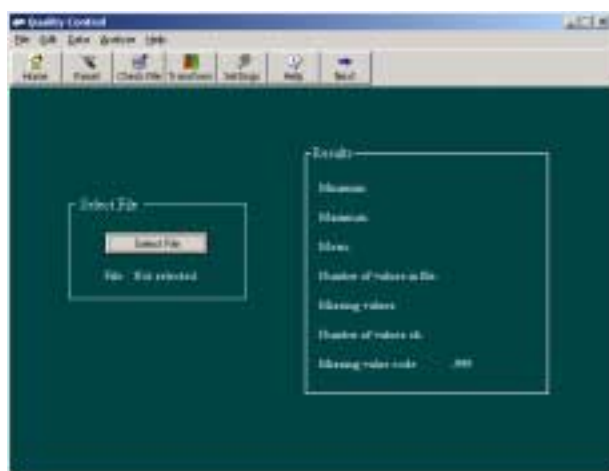 Quality Control
File Edit Data Analyse Help
Home Reset Check File Transform Settings Help Next
Select File
Select File
File: Not selected
Results
Minimum:
Maximum:
Mean:
Number of values in file:
Missing values:
Number of values ok:
Missing value code: -999